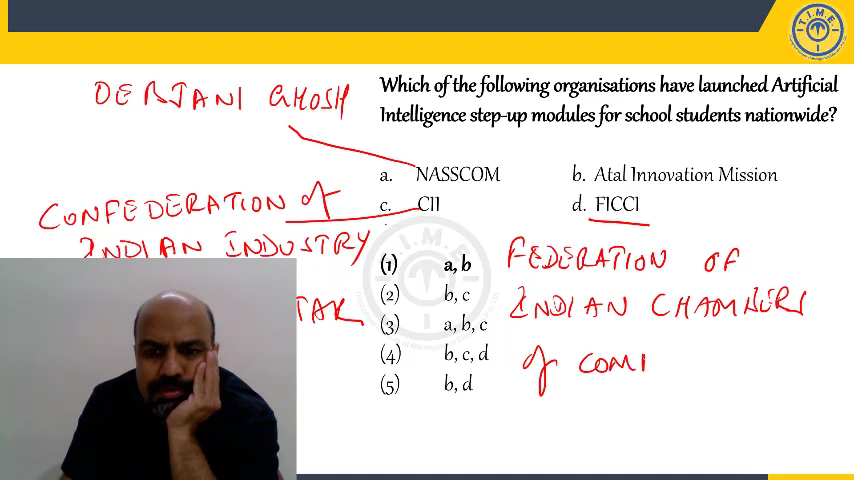 T.I.M.E.
Which of the following organisations have launched Artificial
Intelligence step-up modules for school students nationwide?
DEBJANI GHOSH
a. NASSCOM b. Atal Innovation Mission
c. CII d. FICCI
CONFEDERATION of
INDIAN INDUSTRY
T.I.M.E.
(1) a, b
(2) b, c
(3) a, b, c
(4) b, c, d
(5) b, d
FEDERATION OF
INDIAN CHAMBERS
of COM